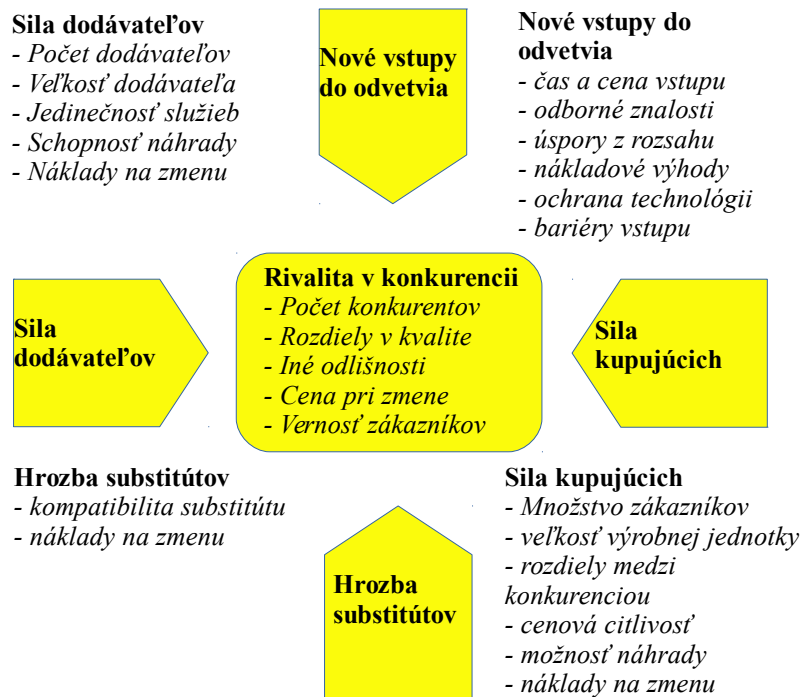 Sila dodávateľov
- Počet dodávateľov
- Veľkosť dodávateľa
- Jedinečnosť služieb
- Schopnosť náhrady
- Náklady na zmenu
Nové vstupy
do odvetvia
Nové vstupy do
odvetvia
- čas a cena vstupu
- odborné znalosti
- úspory z rozsahu
- nákladové výhody
- ochrana technológii
- bariéry vstupu
Sila
dodávateľov
Rivalita v konkurencii
- Počet konkurentov
- Rozdiely v kvalite
- Iné odlišnosti
- Cena pri zmene
- Vernosť zákazníkov
Sila
kupujúcich
Hrozba substitútov
- kompatibilita substitútu
- náklady na zmenu
Hrozba
substitútov
Sila kupujúcich
- Množstvo zákazníkov
- veľkosť výrobnej jednotky
- rozdiely medzi
konkurenciou
- cenová citlivosť
- možnosť náhrady
- náklady na zmenu